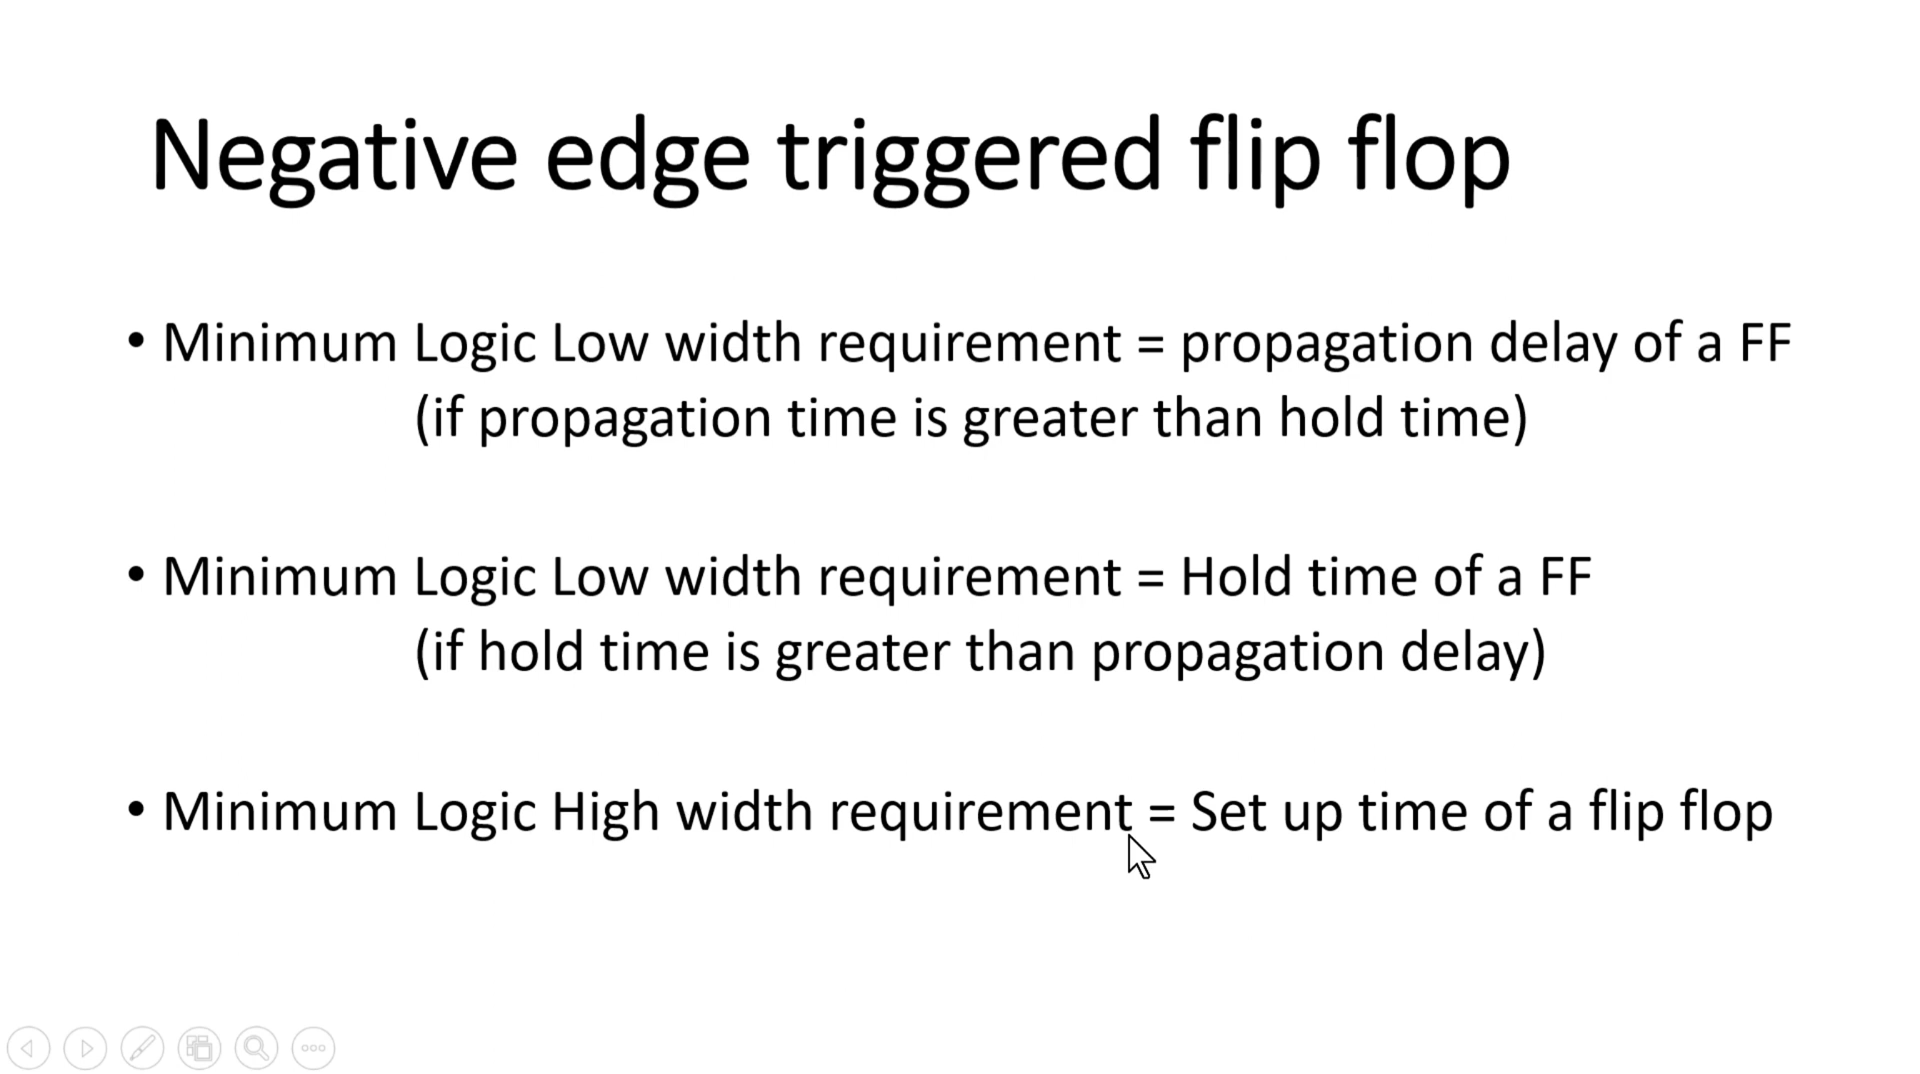 Negative edge triggered flip flop
• Minimum Logic Low width requirement = propagation delay of a FF
(if propagation time is greater than hold time)
• Minimum Logic Low width requirement = Hold time of a FF
(if hold time is greater than propagation delay)
• Minimum Logic High width requirement = Set up time of a flip flop